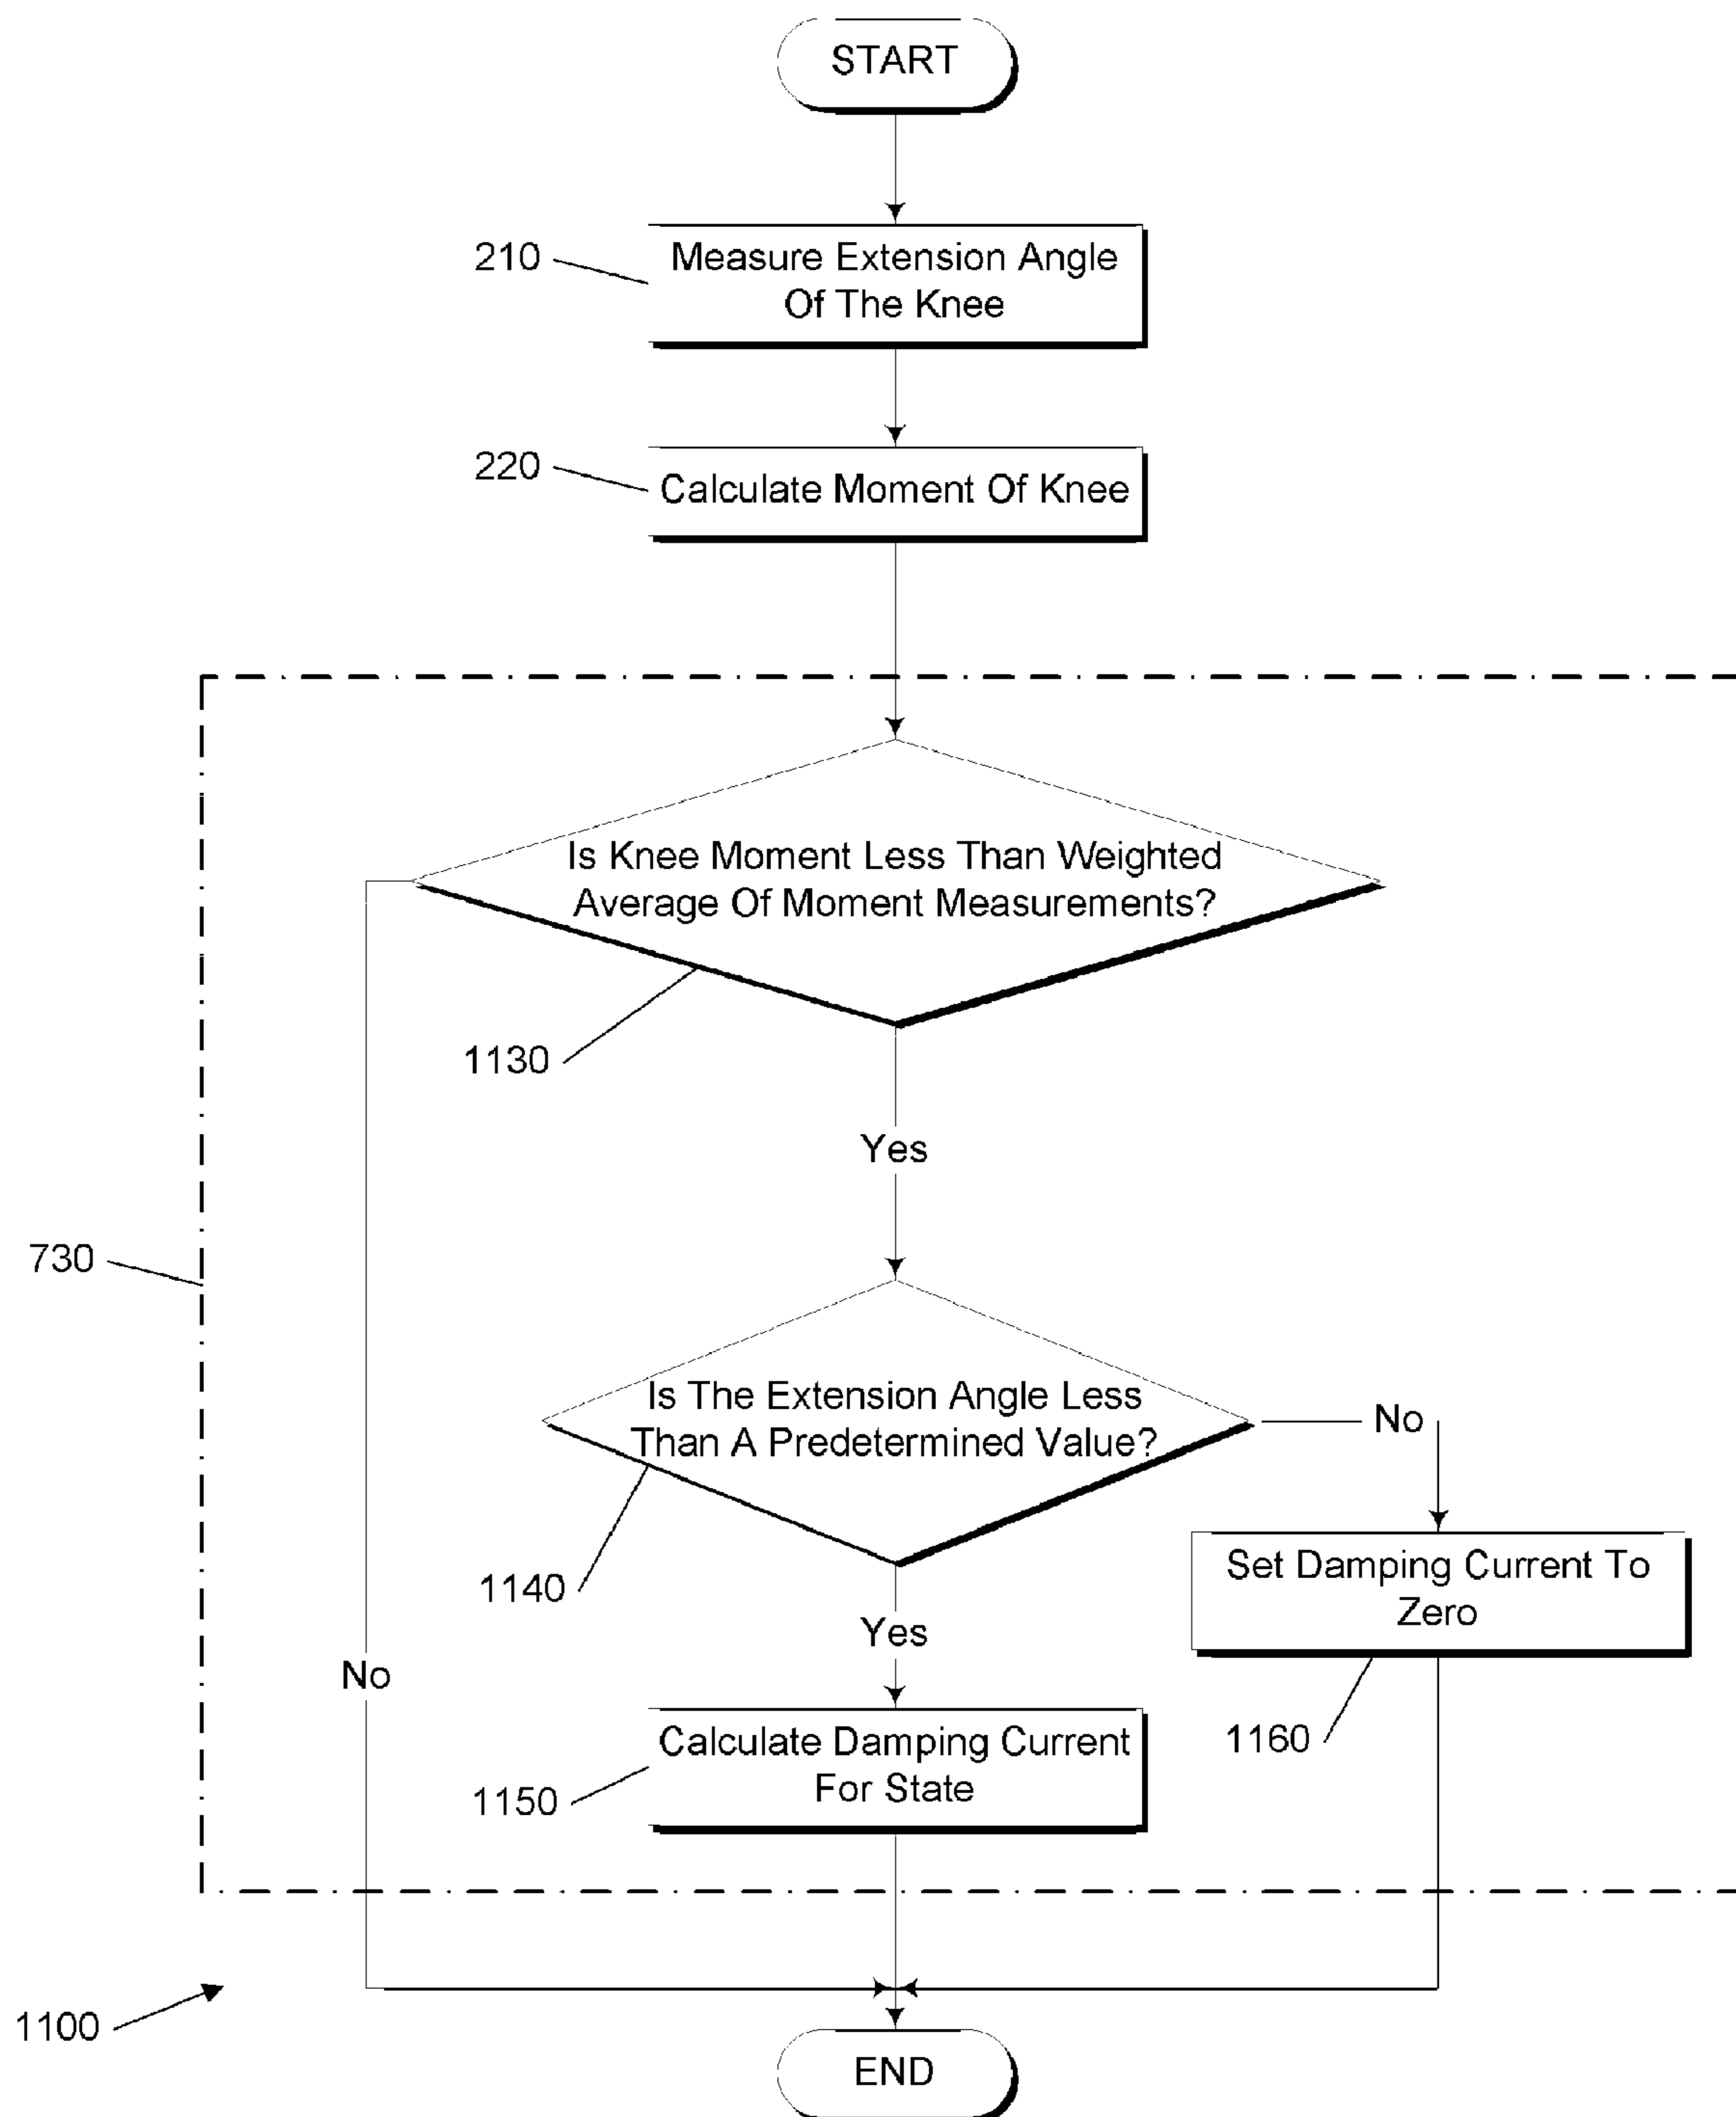 START
210
Measure Extension Angle
Of The Knee
220
Calculate Moment Of Knee
Is Knee Moment Less Than Weighted
Average Of Moment Measurements?
1130
Yes
730
Is The Extension Angle Less
Than A Predetermined Value?
No
1140
Set Damping Current To
Zero
Yes
No
1160
Calculate Damping Current
For State
1150
1100
END